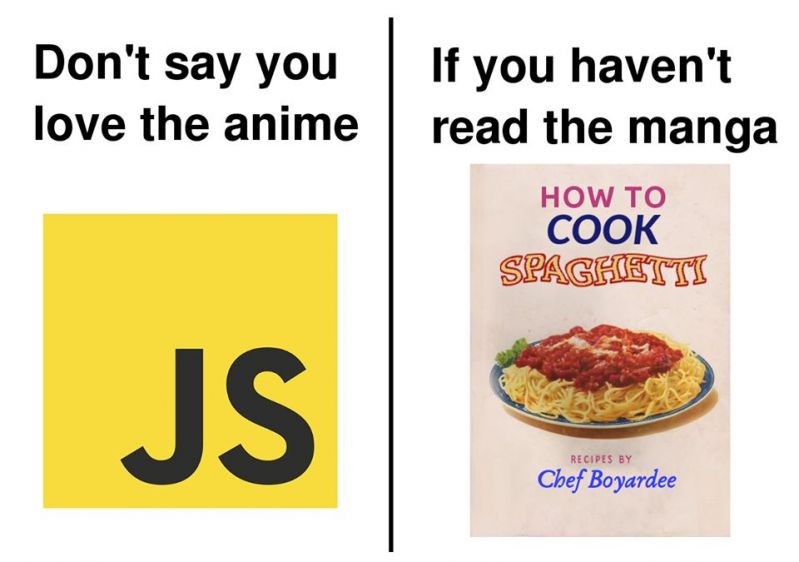 Don't say you
love the anime
JS
If you haven't
read the manga
HOW TO
COOK
SPAGHETTI
RECIPES BY
Chef Boyardee